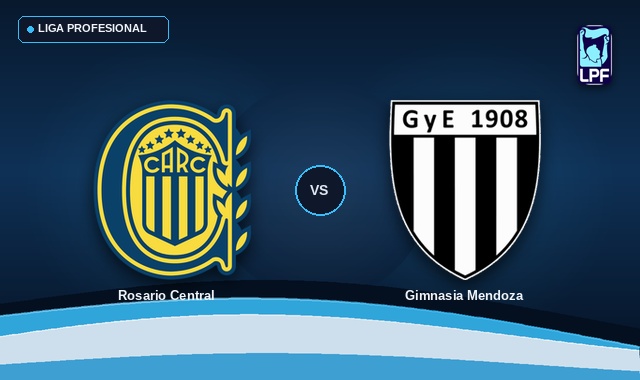 LIGA PROFESIONAL
LPF
CARC
GyE 1908
VS
Rosario Central
Gimnasia Mendoza